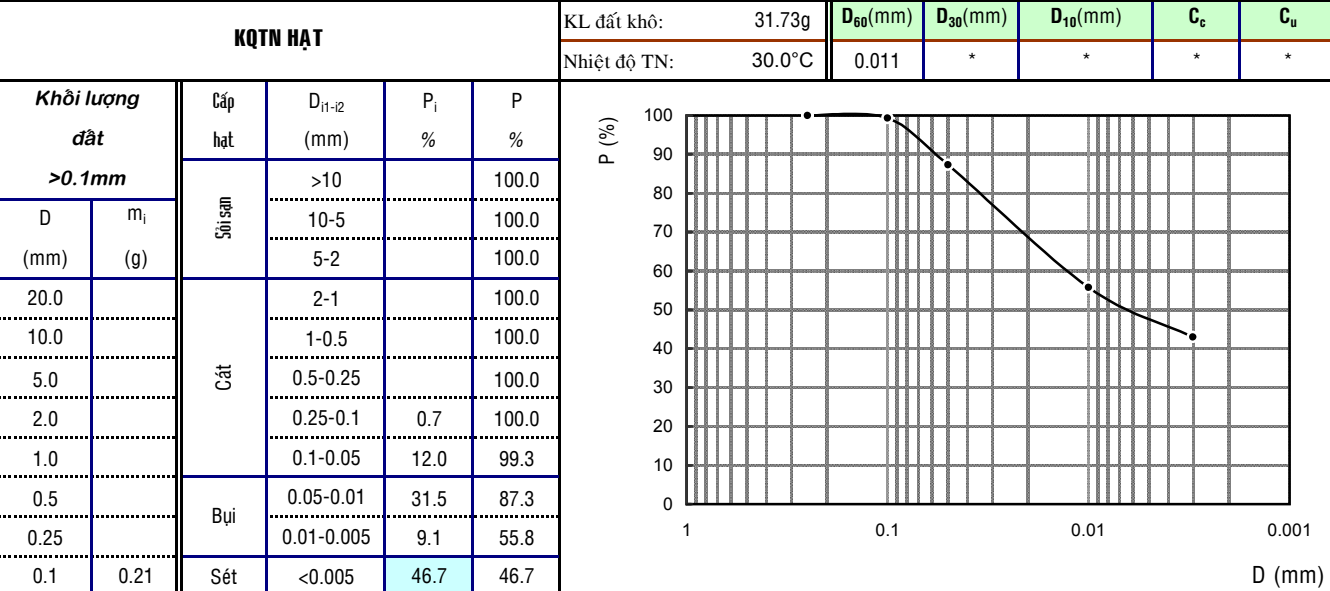 KQTN HẠT
KL đất khô: 31.73g
Nhiệt độ TN: 30.0°C
D60(mm) D30(mm) D10(mm) Cc Cu
0.011 * * * *
Khồi lượng
đất
>0.1mm
D mi
(mm) (g)
20.0
10.0
5.0
2.0
1.0
0.5
0.25
0.1 0.21
Cấp Di1-i2 Pi P
hạt (mm) % %
Sỏi sạn
>10 100.0
10-5 100.0
5-2 100.0
Cát
2-1 100.0
1-0.5 100.0
0.5-0.25 100.0
0.25-0.1 0.7 100.0
0.1-0.05 12.0 99.3
Bụi
0.05-0.01 31.5 87.3
0.01-0.005 9.1 55.8
Sét <0.005 46.7 46.7
P (%)
100
90
80
70
60
50
40
30
20
10
0
1 0.1 0.01 0.001
D (mm)